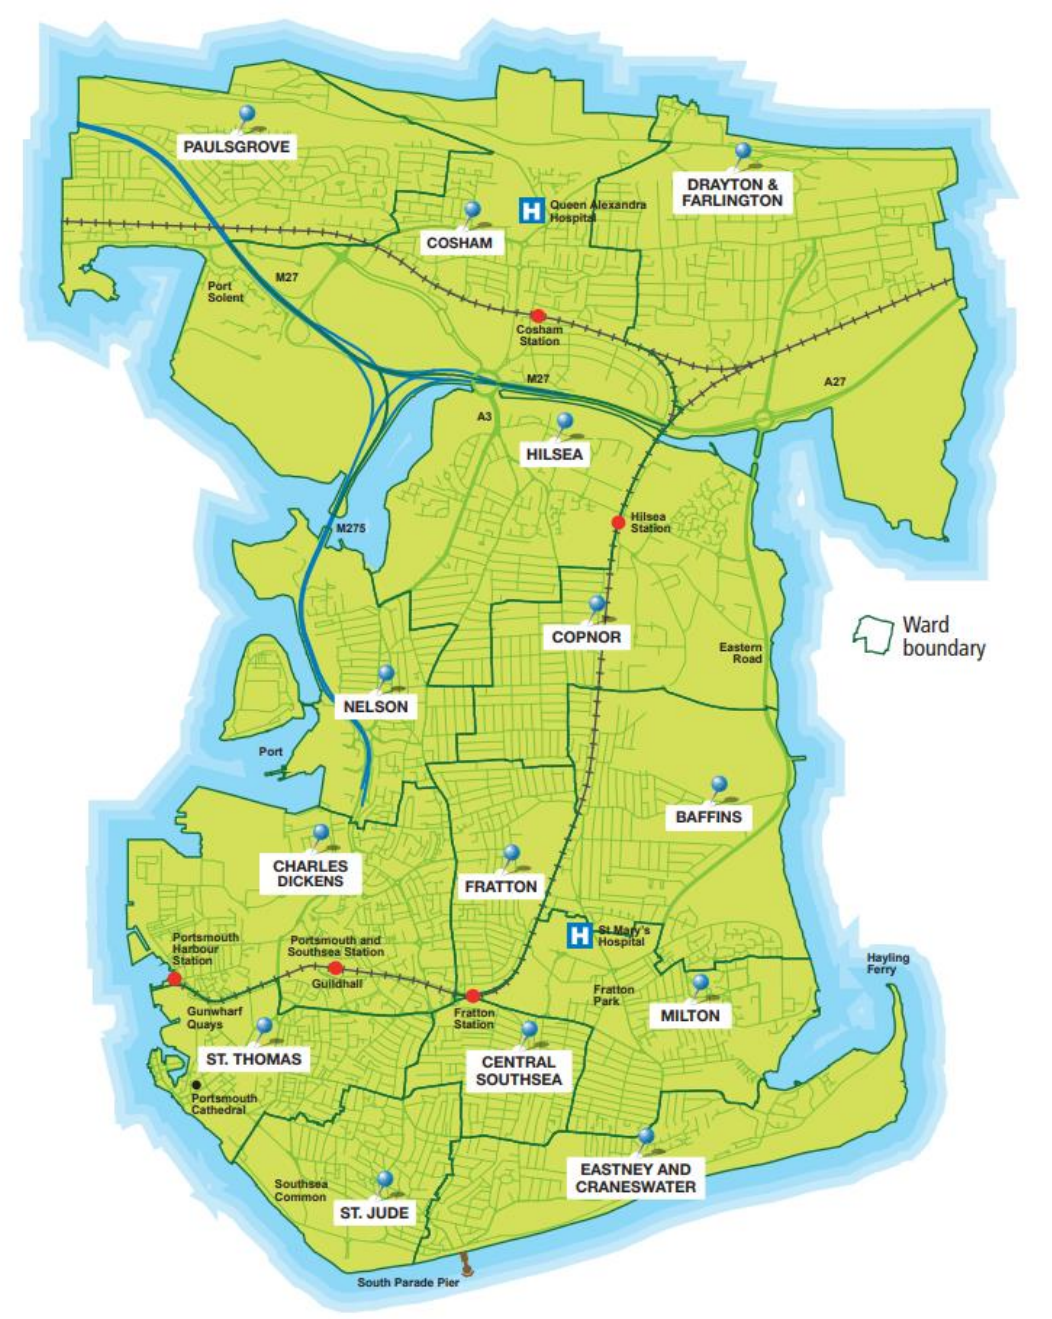 PAULSGROVE
DRAYTON &
FARLINGTON
H
Queen Alexandra
Hospital
COSHAM
M27
Port
Solent
Cosham
Station
M27
A27
A3
HILSEA
Hilsea
Station
M275
COPNOR
Eastern
Road
Ward
boundary
NELSON
Port
BAFFINS
CHARLES
DICKENS
FRATTON
H
St Mary's
Hospital
Portsmouth
Harbour
Station
Portsmouth and
Southsea Station
Guildhall
Hayling
Ferry
Fratton
Park
MILTON
Gunwharf
Quays
Fratton
Station
ST. THOMAS
CENTRAL
SOUTHSEA
Portsmouth
Cathedral
EASTNEY AND
CRANESWATER
Southsea
Common
ST. JUDE
South Parade Pier